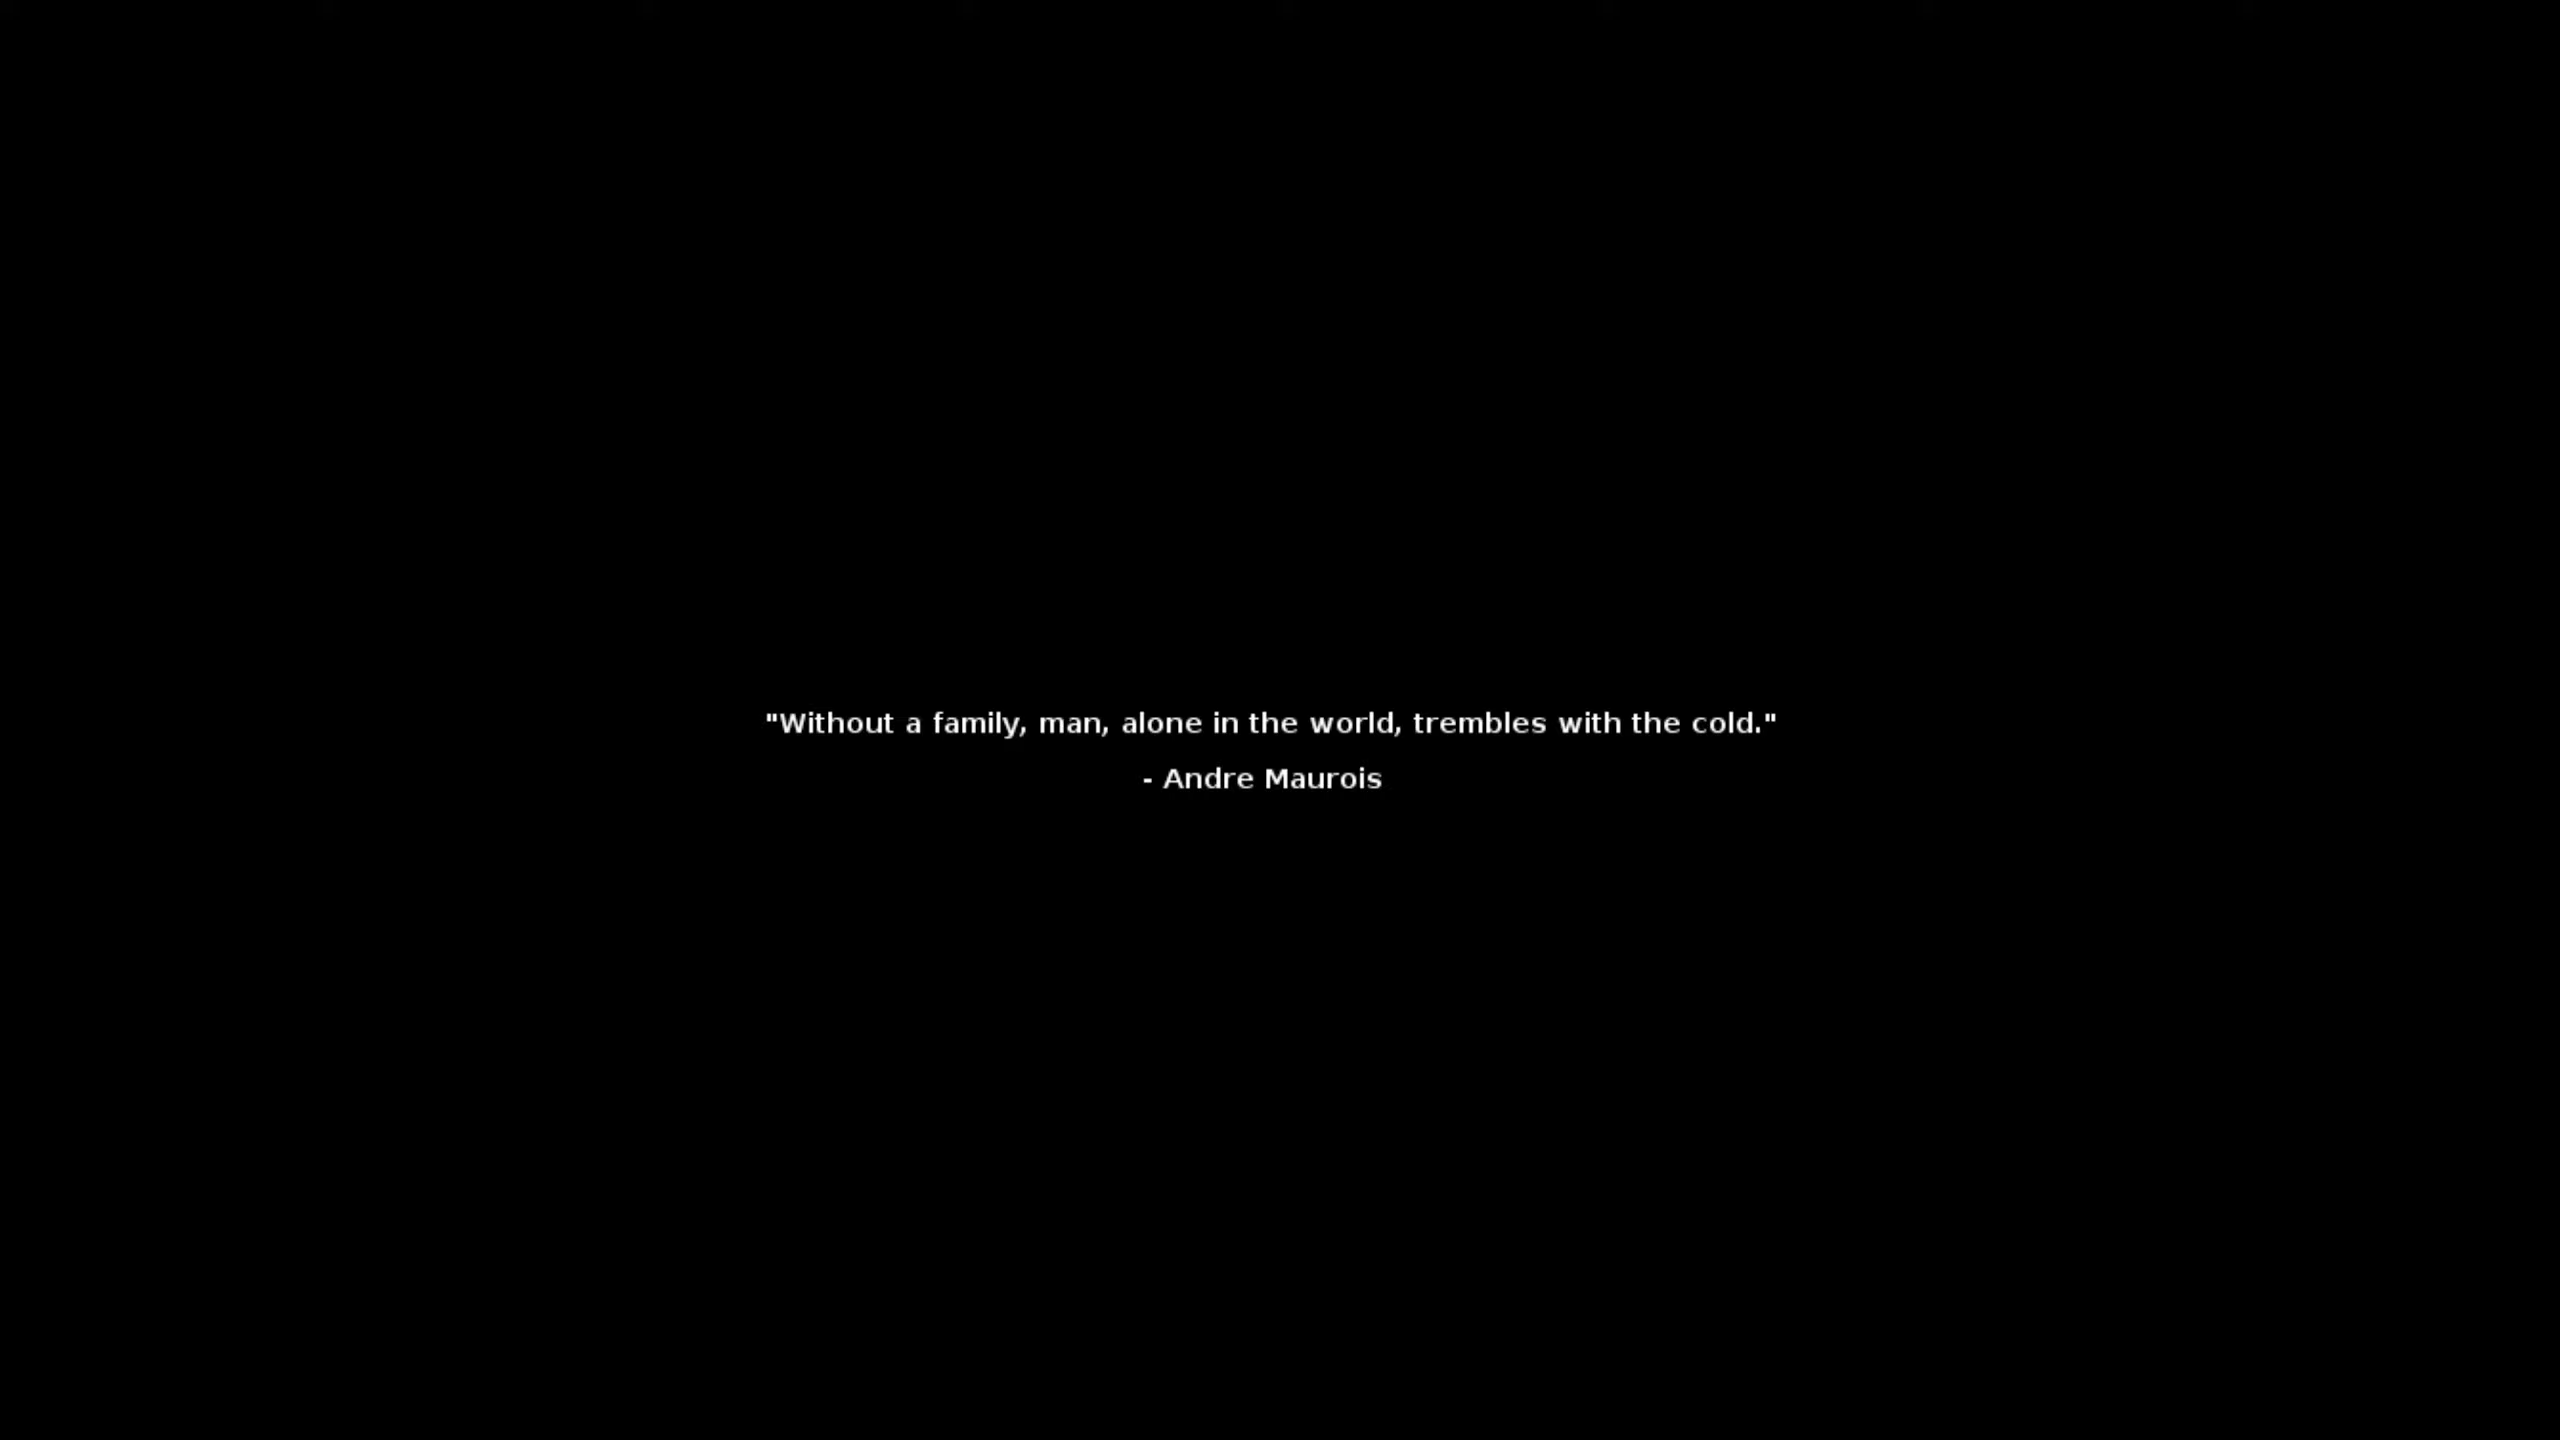 "Without a family, man, alone in the world, trembles with the cold."
- Andre Maurois